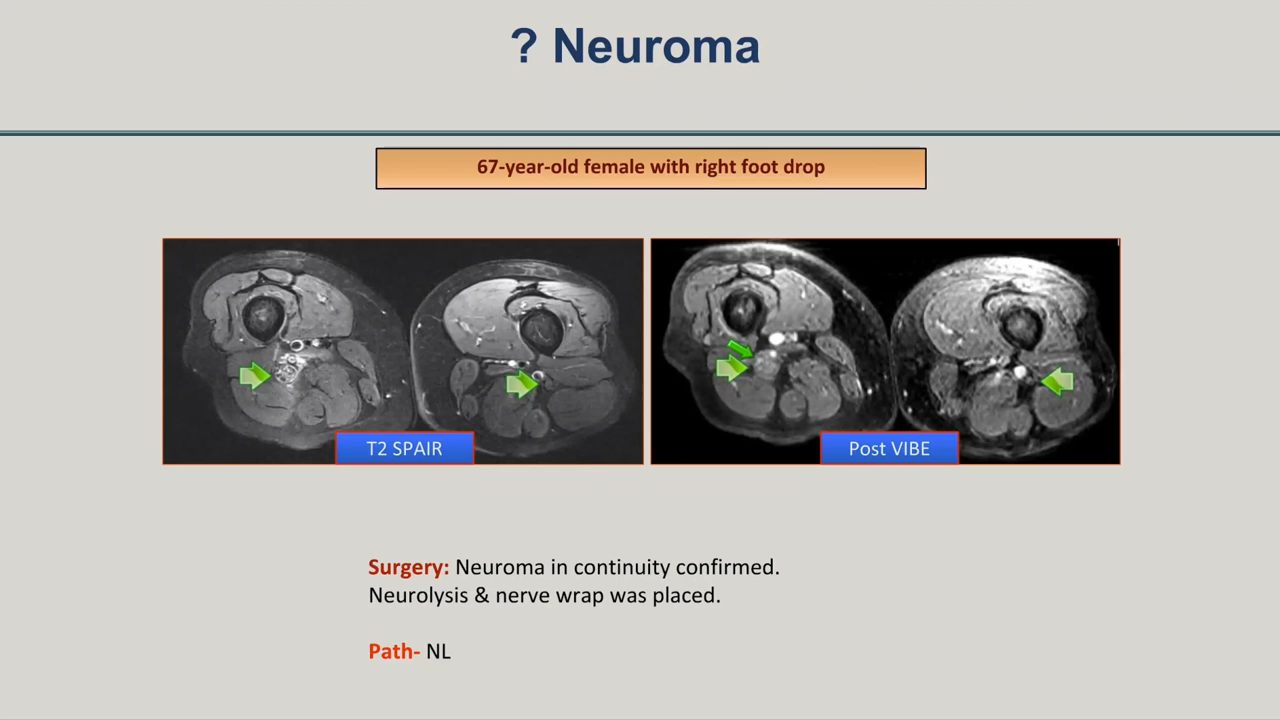 ? Neuroma
67-year-old female with right foot drop
T2 SPAIR
Post VIBE
Surgery: Neuroma in continuity confirmed.
Neurolysis & nerve wrap was placed.
Path- NL